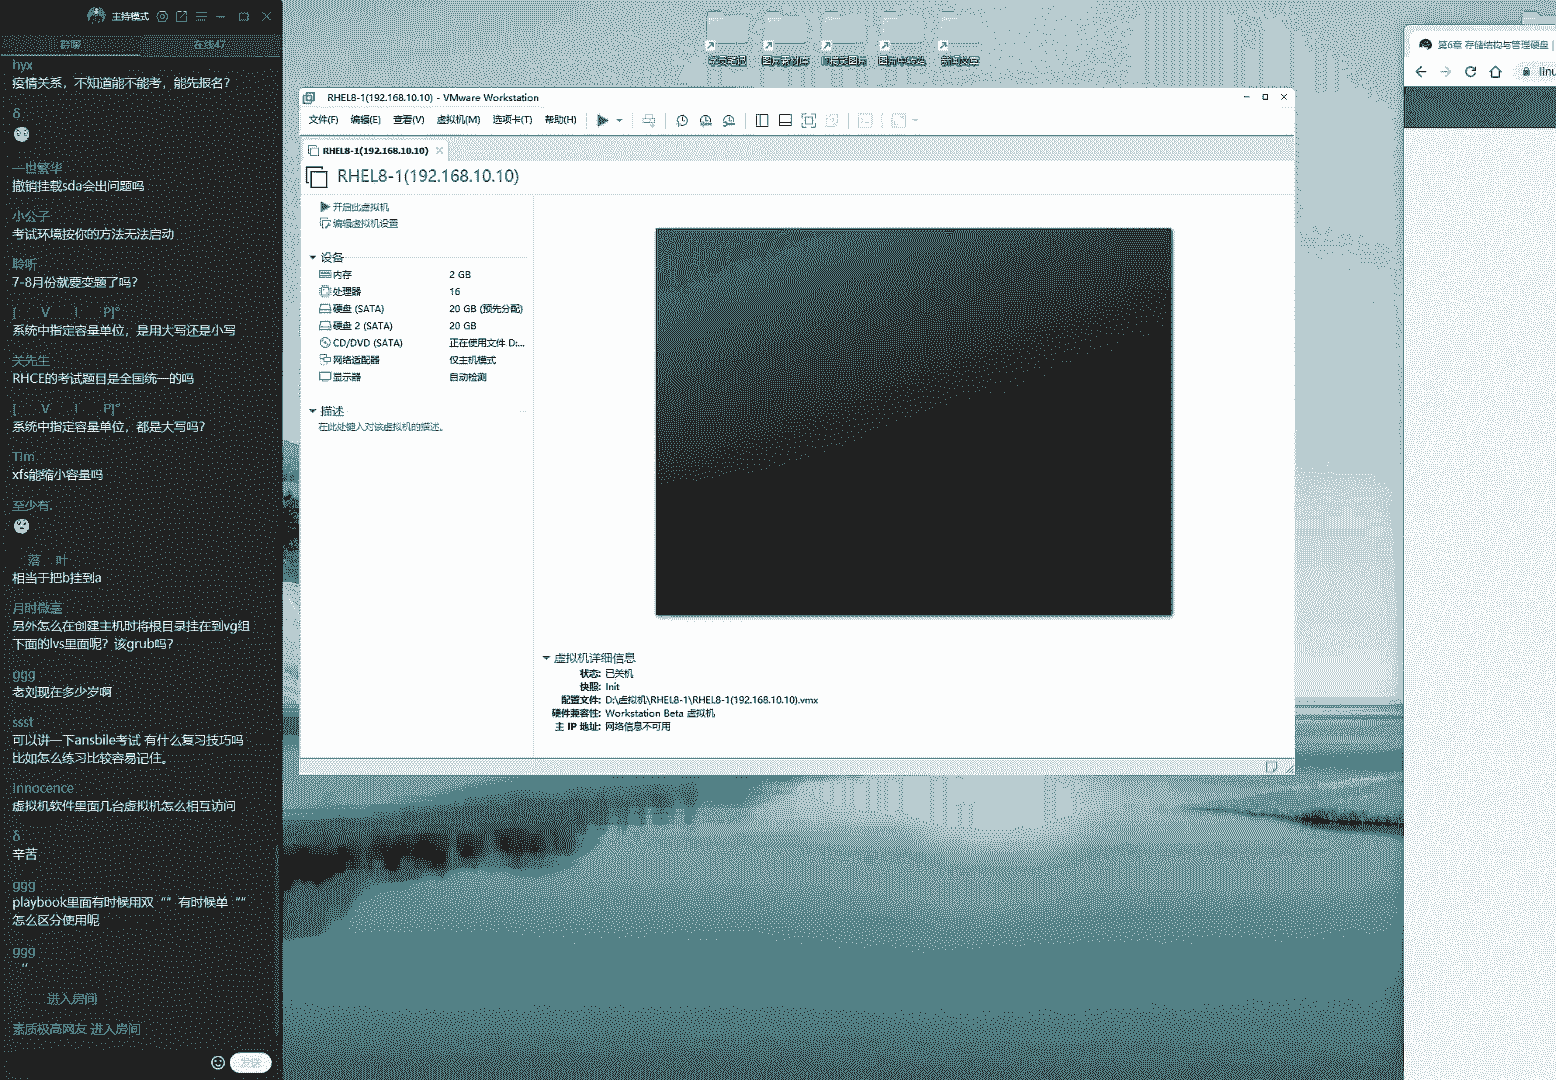 主持模式
群聊
在线47
hyx
疫情关系，不知道能不能考，能先报名？
δ
一世繁华
撤销挂载sda会出问题吗
小公子
考试环境按你的方法无法启动
聆听
7-8月份就要变题了吗？
[ V I P]°
系统中指定容量单位，是用大写还是小写
关先生
RHCE的考试题目是全国统一的吗
[ V I P]°
系统中指定容量单位，都是大写吗？
Tim
xfs能缩小容量吗
至少有.
落 叶
相当于把b挂到a
月时微毫
另外怎么在创建主机时将根目录挂在到vg组
下面的lvs里面呢？该grub吗？
ggg
老刘现在多少岁啊
ssst
可以讲一下ansbile考试 有什么复习技巧吗
比如怎么练习比较容易记住。
Innocence
虚拟机软件里面几台虚拟机怎么相互访问
δ
辛苦
ggg
playbook里面有时候用双“” 有时候单“”
怎么区分使用呢
ggg
“
进入房间
素质极高网友 进入房间
发送
RHEL8-1(192.168.10.10) - VMware Workstation
文件(F) 编辑(E) 查看(V) 虚拟机(M) 选项卡(T) 帮助(H)
RHEL8-1(192.168.10.10)
RHEL8-1(192.168.10.10)
开启此虚拟机
编辑虚拟机设置
设备
内存 2 GB
处理器 16
硬盘 (SATA) 20 GB (预先分配)
硬盘 2 (SATA) 20 GB
CD/DVD (SATA) 正在使用文件 D:...
网络适配器 仅主机模式
显示器 自动检测
描述
在此处键入对该虚拟机的描述。
虚拟机详细信息
状态: 已关机
快照: Init
配置文件: D:\虚拟机\RHEL8-1\RHEL8-1(192.168.10.10).vmx
硬件兼容性: Workstation Beta 虚拟机
主 IP 地址: 网络信息不可用
第6章 存储结构与管理硬盘 |
linu